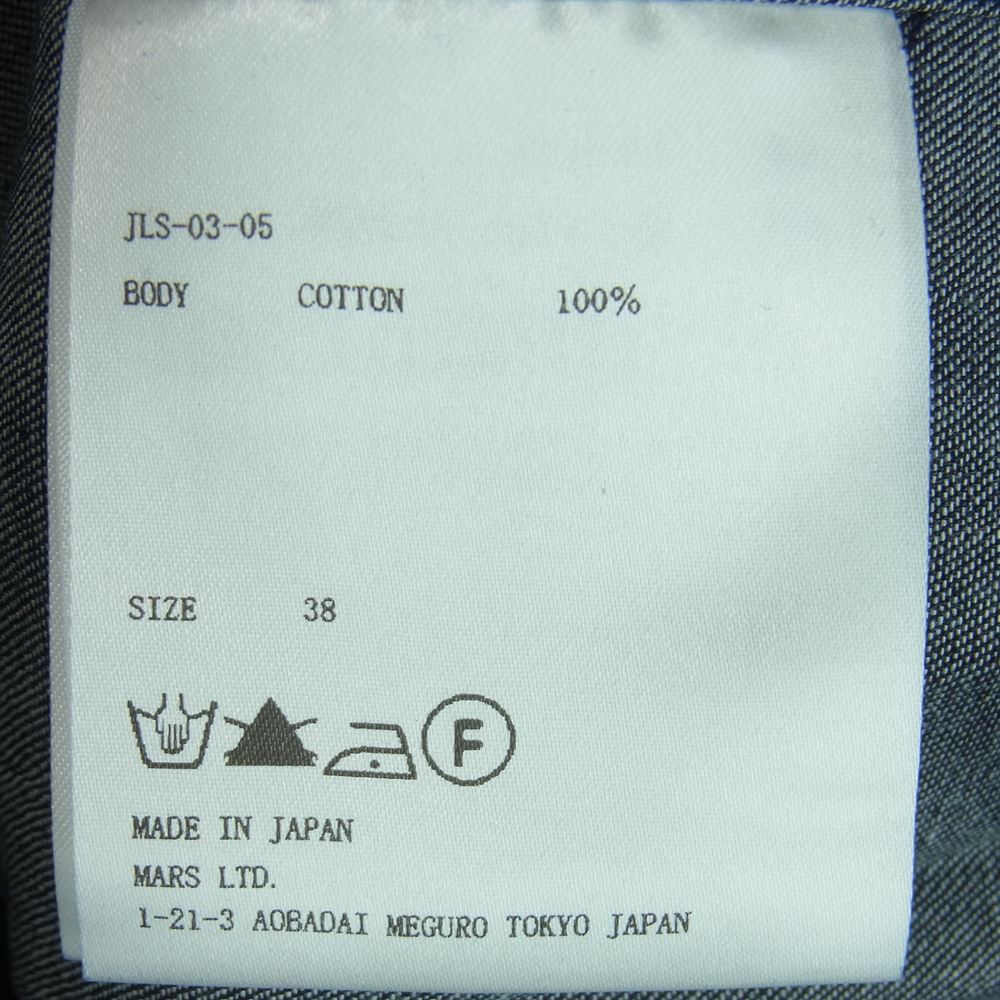 JLS-03-05
BODY COTTON 100%
SIZE 38
F
MADE IN JAPAN
MARS LTD.
1-21-3 AOBADAI MEGURO TOKYO JAPAN